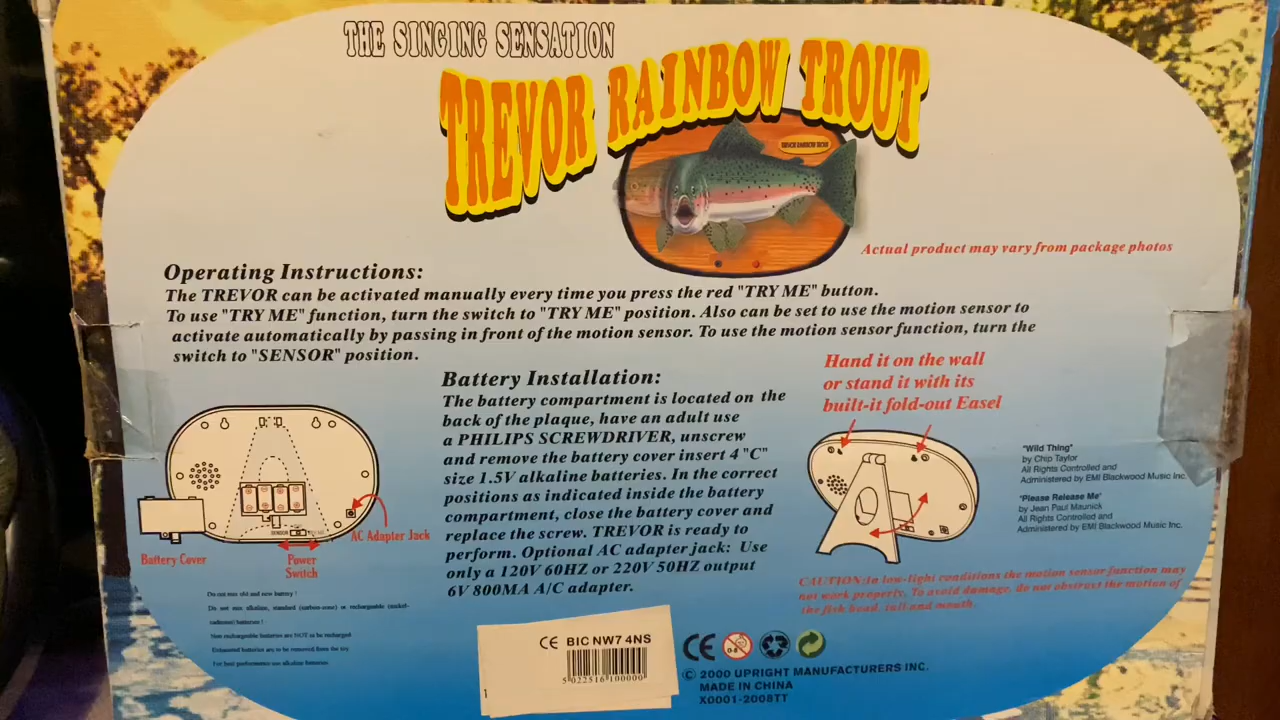 THE SINGING SENSATION
TREVOR RAINBOW TROUT
TREVOR RAINBOW TROUT
Actual product may vary from package photos
Operating Instructions:
The TREVOR can be activated manually every time you press the red "TRY ME" button.
To use "TRY ME" function, turn the switch to "TRY ME" position. Also can be set to use the motion sensor to
activate automatically by passing in front of the motion sensor. To use the motion sensor function, turn the
switch to "SENSOR" position.
Battery Installation:
The battery compartment is located on the
back of the plaque, have an adult use
a PHILIPS SCREWDRIVER, unscrew
and remove the battery cover insert 4 "C"
size 1.5V alkaline batteries. In the correct
positions as indicated inside the battery
compartment, close the battery cover and
replace the screw. TREVOR is ready to
perform. Optional AC adapter jack: Use
only a 120V 60HZ or 220V 50HZ output
6V 800MA A/C adapter.
Hand it on the wall
or stand it with its
built-it fold-out Easel
"Wild Thing"
by Chip Taylor
All Rights Controlled and
Administered by EMI Blackwood Music Inc.
"Please Release Me"
by Jean Paul Maunick
All Rights Controlled and
Administered by EMI Blackwood Music Inc.
SENSOR
AC Adapter Jack
Battery Cover
Power
Switch
CAUTION:In low-light conditions the motion sensor function may
not work properly. To avoid damage, do not obstruct the motion of
the fish head, tail and mouth.
Do not mix old and new battery !
Do not mix alkaline, standard (carbon-zinc) or rechargeable (nickel-
cadmium) batteries !
Non rechargeable batteries are NOT to be recharged
Exhausted batteries are to be removed from the toy
For best performance use alkaline batteries
CE BIC NW7 4NS
5 022516 100000
1
CE
0-3
© 2000 UPRIGHT MANUFACTURERS INC.
MADE IN CHINA
X0001-2008TT